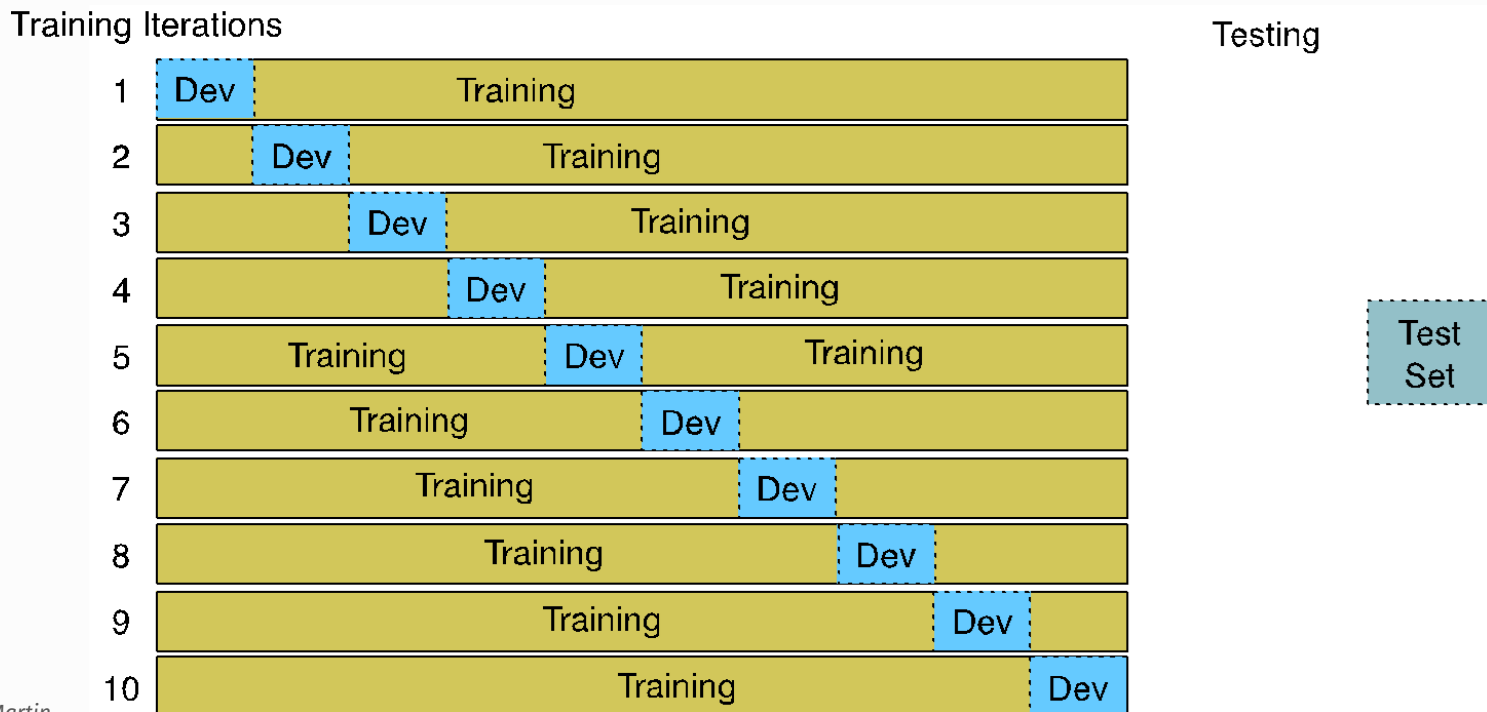 Training Iterations
Testing
1 Dev Training
2 Dev Training
3 Dev Training
4 Dev Training
5 Training Dev Training
6 Training Dev
7 Training Dev
8 Training Dev
9 Training Dev
10 Training Dev
Test
Set
Martin